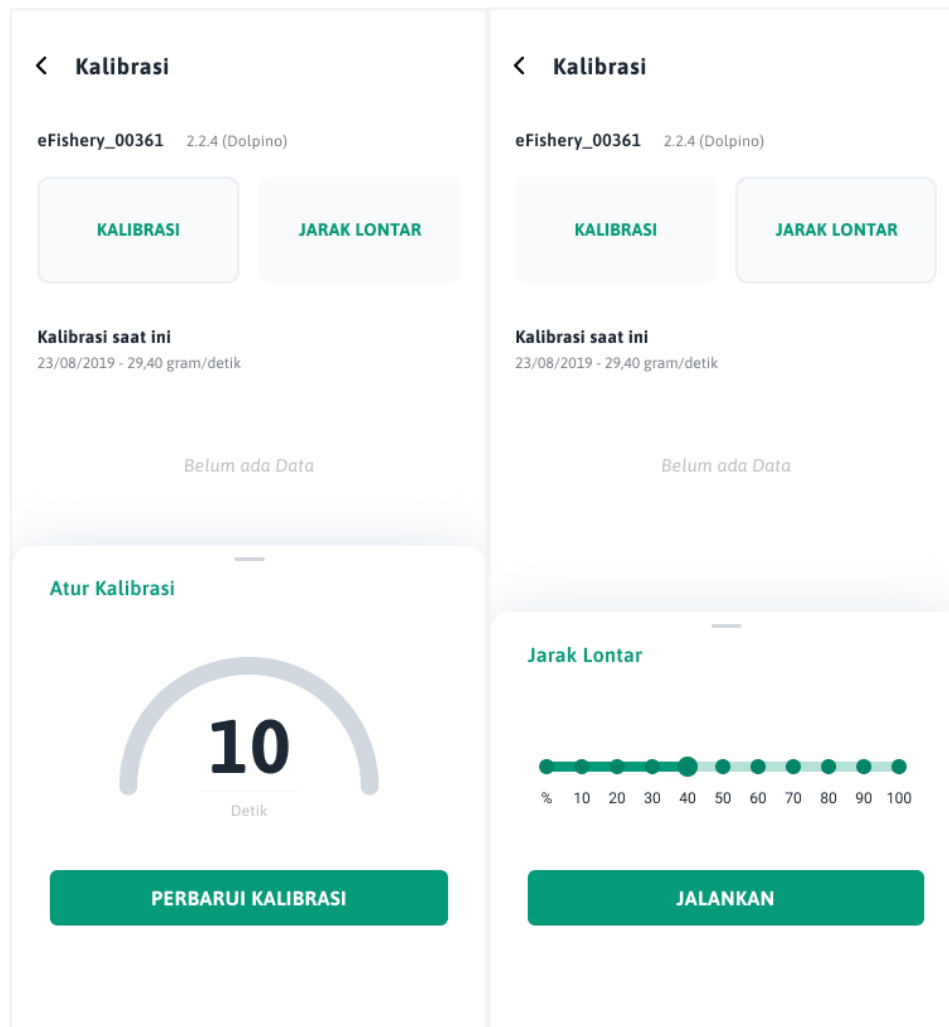 Kalibrasi
eFishery_00361 2.2.4 (Dolpino)
KALIBRASI JARAK LONTAR
Kalibrasi saat ini
23/08/2019 - 29,40 gram/detik
Belum ada Data
Atur Kalibrasi
10
Detik
PERBARUI KALIBRASI
Kalibrasi
eFishery_00361 2.2.4 (Dolpino)
KALIBRASI JARAK LONTAR
Kalibrasi saat ini
23/08/2019 - 29,40 gram/detik
Belum ada Data
Jarak Lontar
% 10 20 30 40 50 60 70 80 90 100
JALANKAN